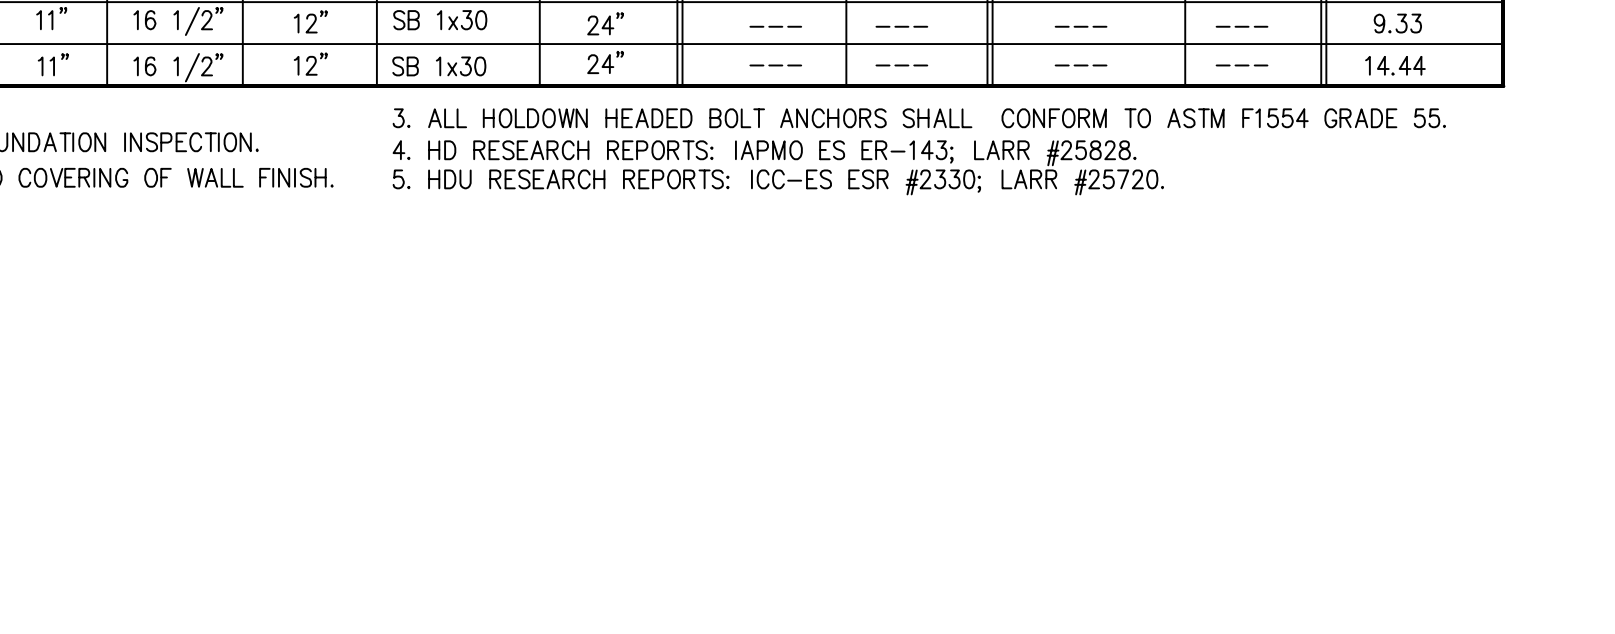 11" 16 1/2" 12" SB 1x30 24" --- --- --- --- 9.33
11" 16 1/2" 12" SB 1x30 24" --- --- --- --- 14.44
UNDATION INSPECTION.
COVERING OF WALL FINISH.
3. ALL HOLDOWN HEADED BOLT ANCHORS SHALL CONFORM TO ASTM F1554 GRADE 55.
4. HD RESEARCH REPORTS: IAPMO ES ER-143; LARR #25828.
5. HDU RESEARCH REPORTS: ICC-ES ESR #2330; LARR #25720.